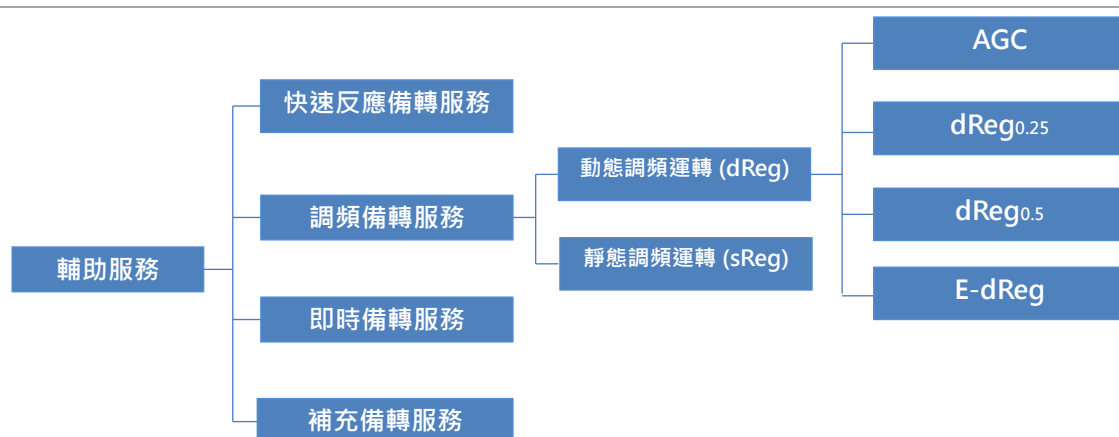 輔助服務
快速反應備轉服務
調頻備轉服務
即時備轉服務
補充備轉服務
動態調頻運轉 (dReg)
靜態調頻運轉 (sReg)
AGC
dReg0.25
dReg0.5
E-dReg